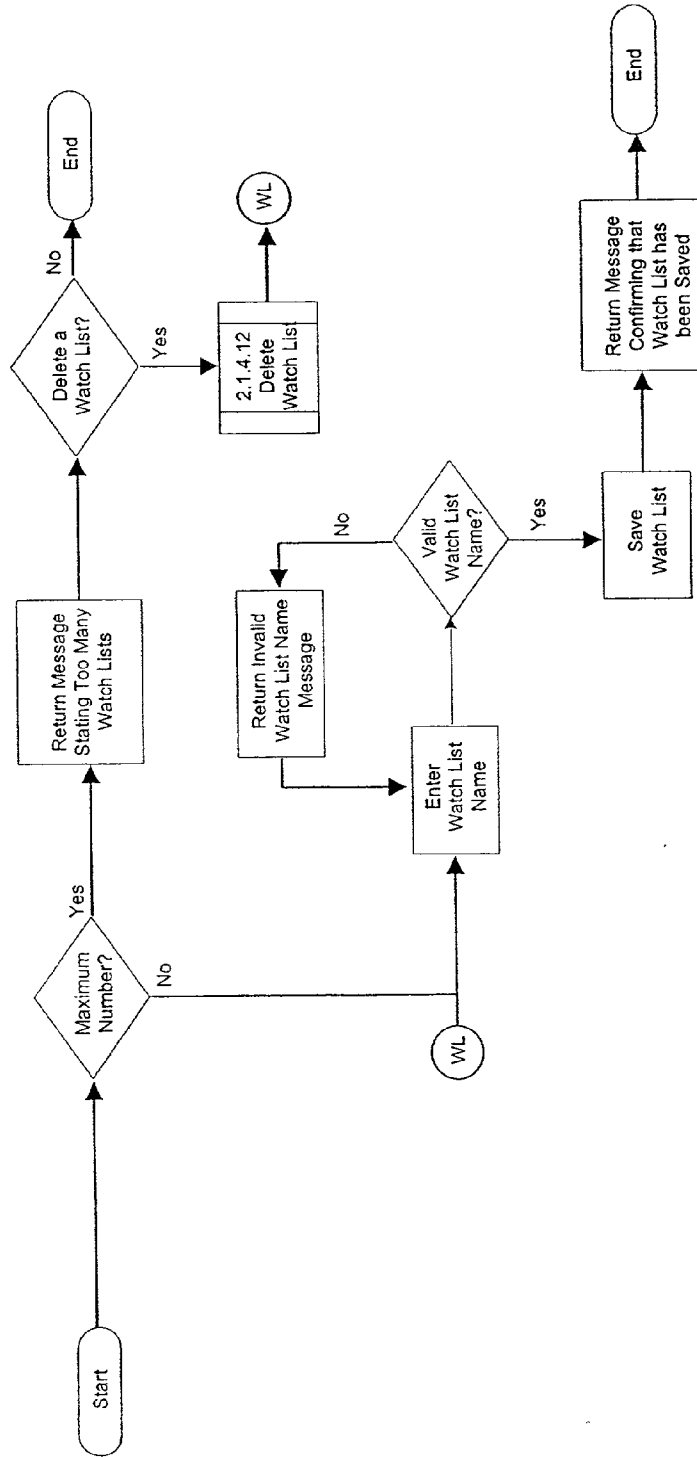 Start
Maximum
Number?
Yes
No
Return Message
Stating Too Many
Watch Lists
Delete a
Watch List?
No
End
Yes
2.1.4.12
Delete
Watch List
WL
WL
Enter
Watch List
Name
Return Invalid
Watch List Name
Message
Valid
Watch List
Name?
No
Yes
Save
Watch List
Return Message
Confirming that
Watch List has
been Saved
End